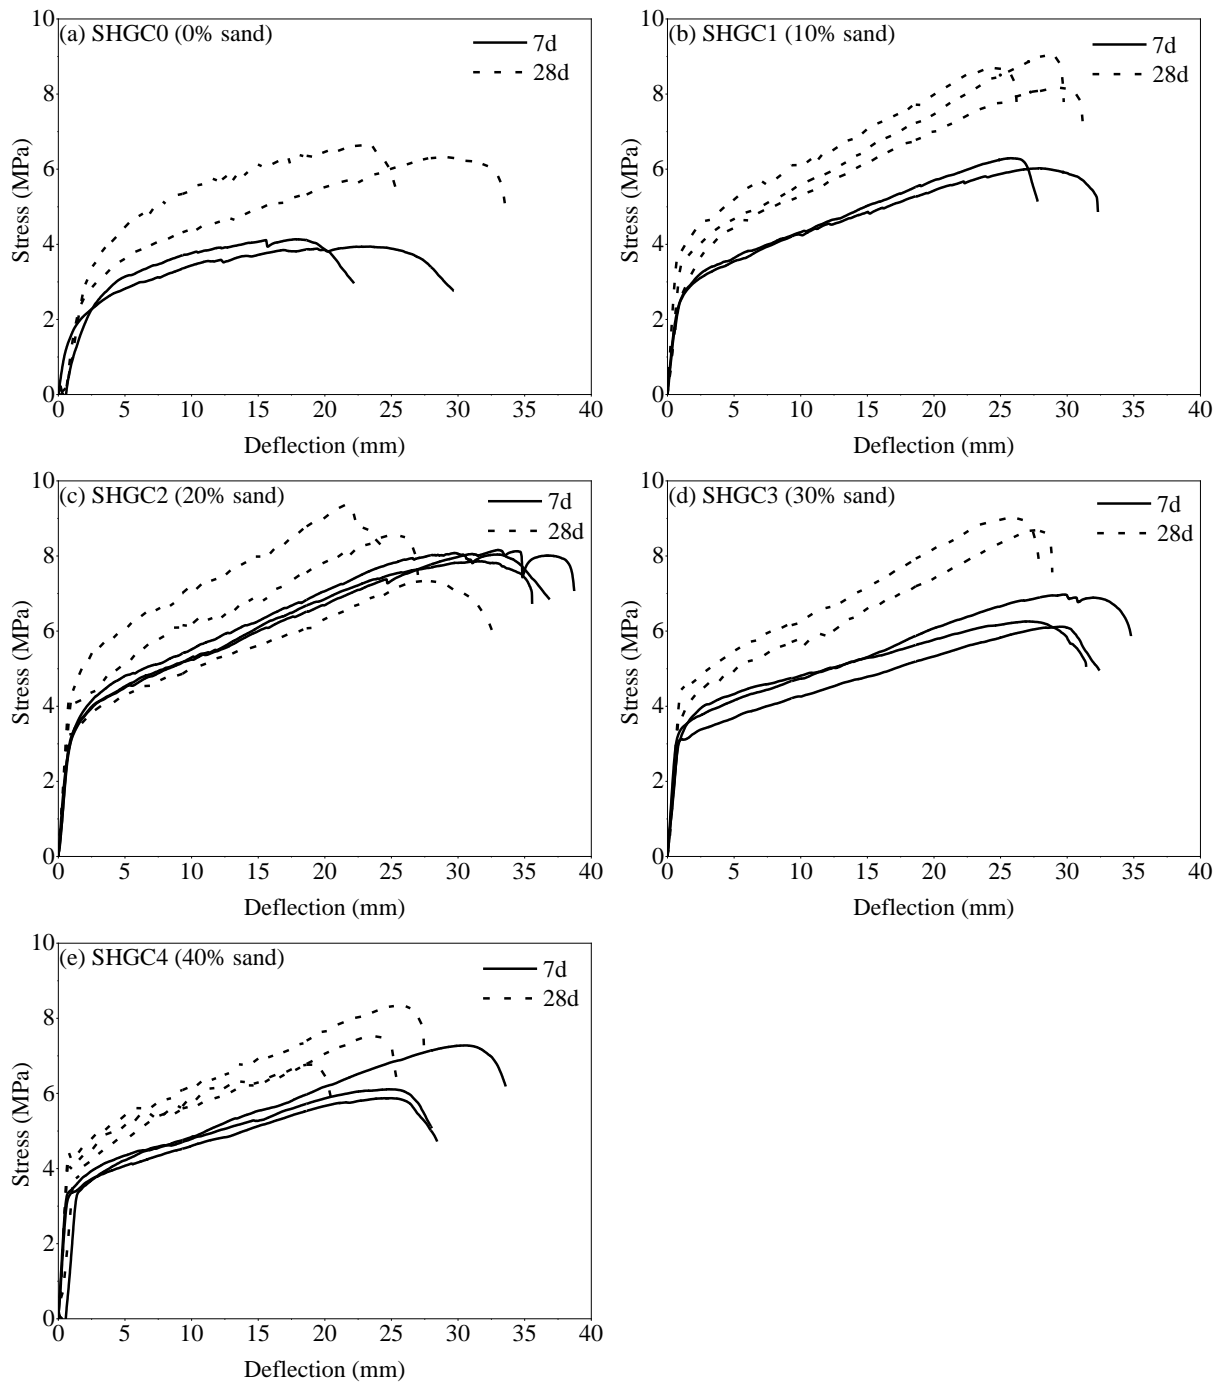 (a) SHGC0 (0% sand)
7d
28d
10
8
6
4
2
0
Stress (MPa)
0 5 10 15 20 25 30 35 40
Deflection (mm)
(b) SHGC1 (10% sand)
7d
28d
10
8
6
4
2
0
Stress (MPa)
0 5 10 15 20 25 30 35 40
Deflection (mm)
(c) SHGC2 (20% sand)
7d
28d
10
8
6
4
2
0
Stress (MPa)
0 5 10 15 20 25 30 35 40
Deflection (mm)
(d) SHGC3 (30% sand)
7d
28d
10
8
6
4
2
0
Stress (MPa)
0 5 10 15 20 25 30 35 40
Deflection (mm)
(e) SHGC4 (40% sand)
7d
28d
10
8
6
4
2
0
Stress (MPa)
0 5 10 15 20 25 30 35 40
Deflection (mm)